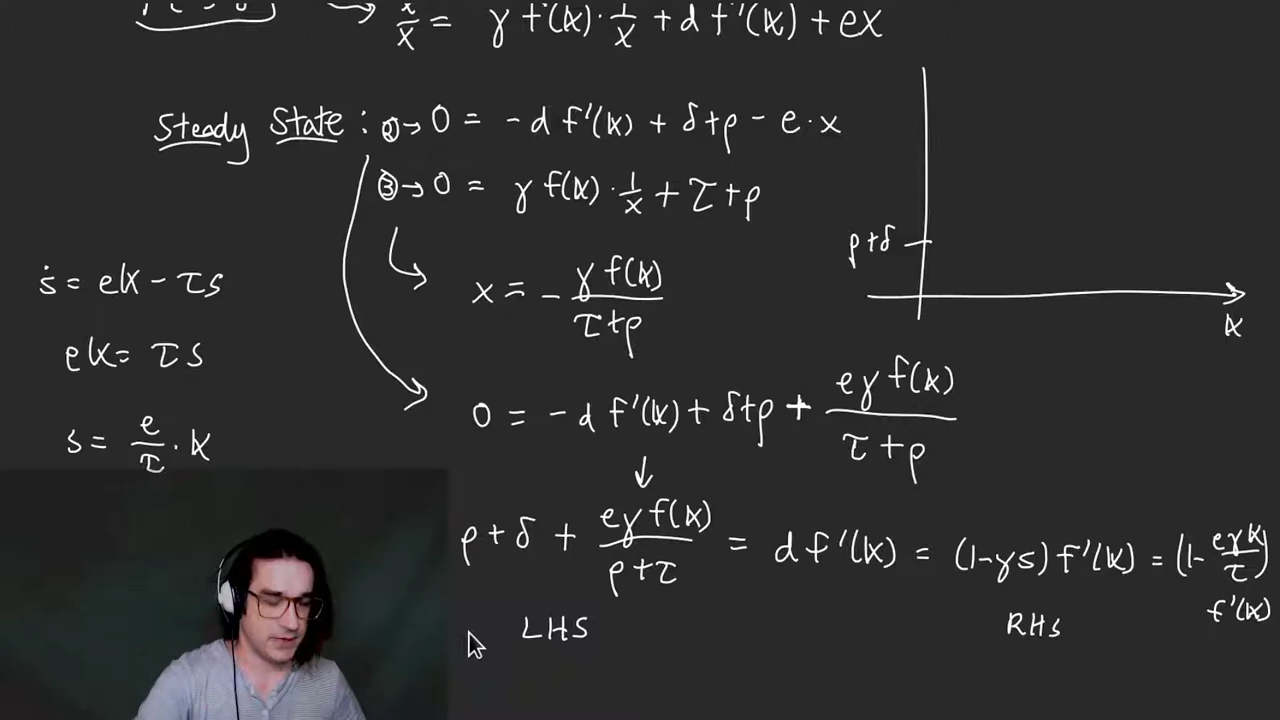 ẋ/x = γ f(k) · 1/x + d f'(k) + ex
Steady State : ② → 0 = - d f'(k) + δ+ρ - e · x
③ → 0 = γ f(k) · 1/x + τ + ρ
x = - γ f(k) / τ+ρ
ṡ = ek - τs
ek = τs
s = e/τ · k
0 = - d f'(k) + δ+ρ + eγ f(k) / τ+ρ
ρ + δ + eγ f(k) / ρ+τ = d f'(k) = (1-γs) f'(k) = (1- eγk/τ) f'(k)
LHS
RHS
ρ+δ
k